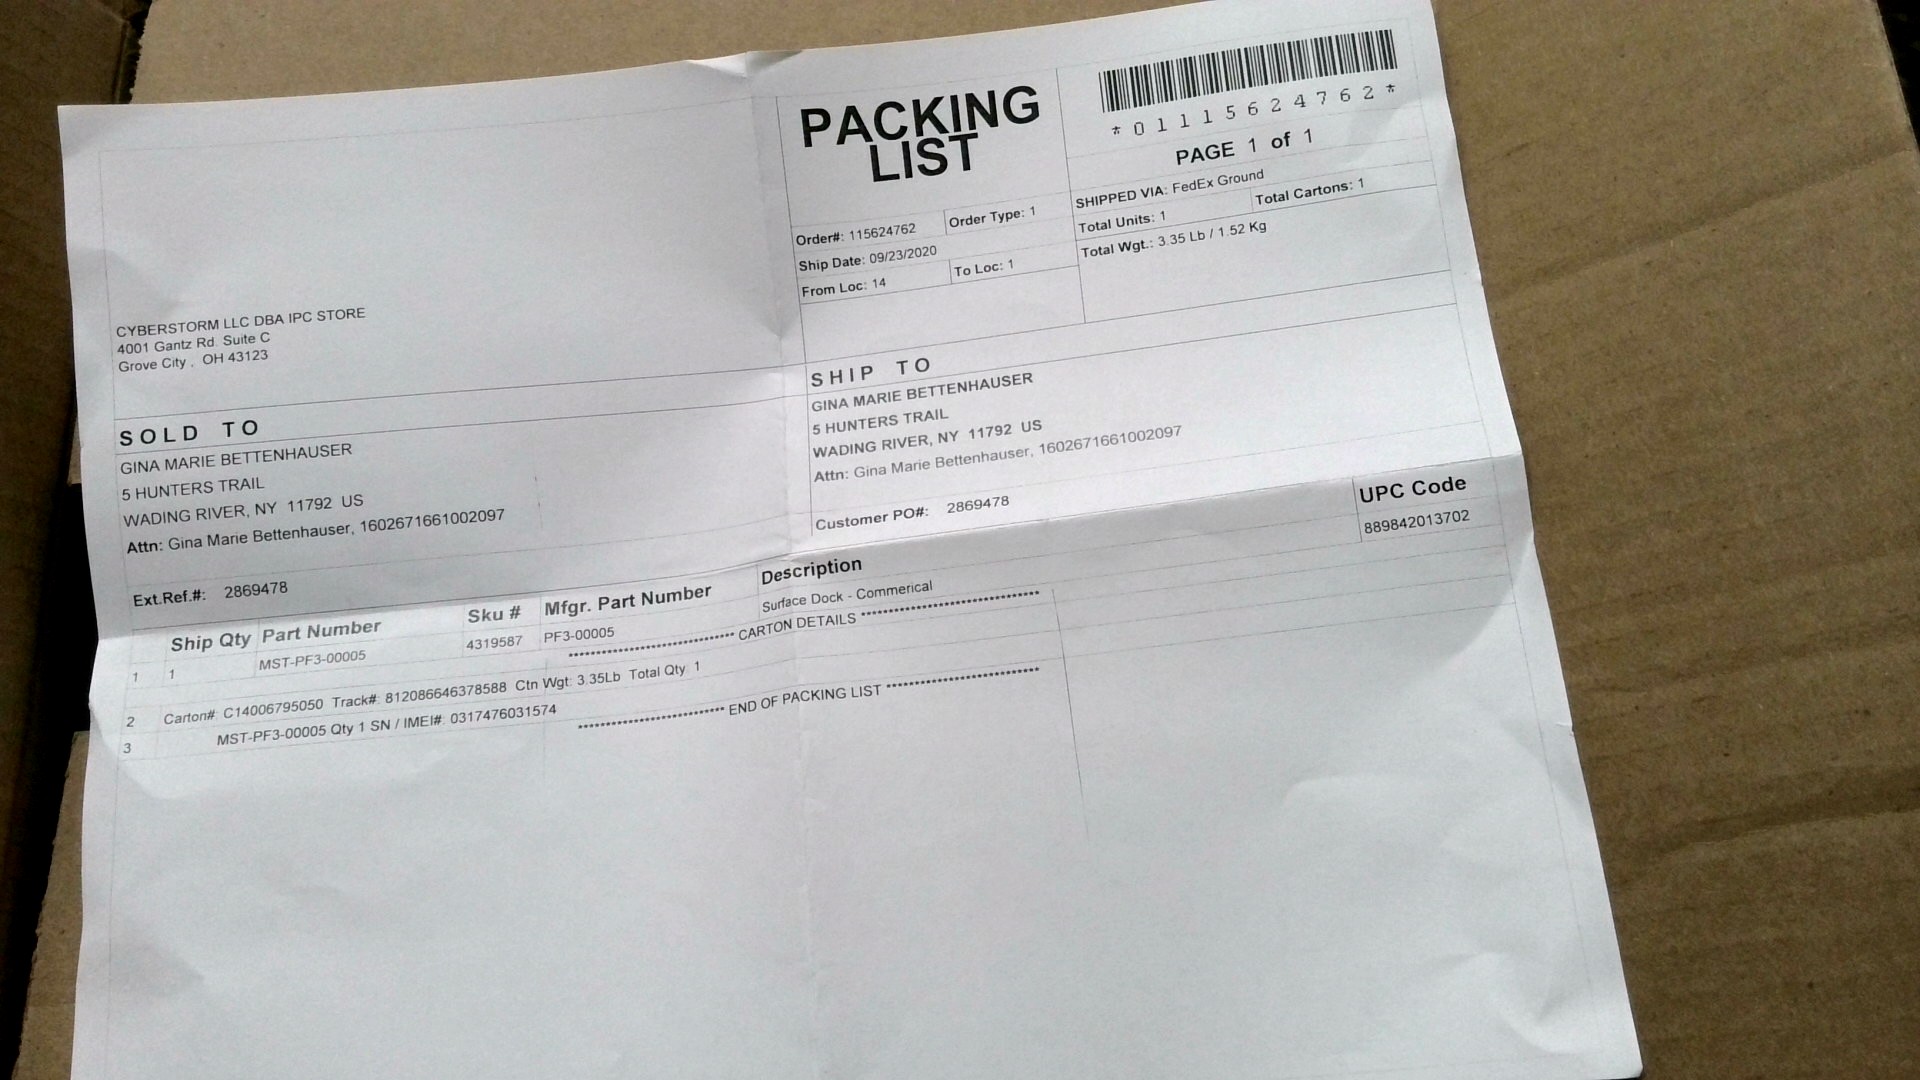 PACKING
LIST
*01115624762*
PAGE 1 of 1
Order#: 115624762 Order Type: 1
Ship Date: 09/23/2020
From Loc: 14 To Loc: 1
SHIPPED VIA: FedEx Ground
Total Units: 1 Total Cartons: 1
Total Wgt.: 3.35 Lb / 1.52 Kg
CYBERSTORM LLC DBA IPC STORE
4001 Gantz Rd. Suite C
Grove City , OH 43123
SOLD TO
GINA MARIE BETTENHAUSER
5 HUNTERS TRAIL
WADING RIVER, NY 11792 US
Attn: Gina Marie Bettenhauser, 1602671661002097
Ext.Ref.#: 2869478
SHIP TO
GINA MARIE BETTENHAUSER
5 HUNTERS TRAIL
WADING RIVER, NY 11792 US
Attn: Gina Marie Bettenhauser, 1602671661002097
Customer PO#: 2869478
Ship Qty Part Number Sku # Mfgr. Part Number Description UPC Code
1 1 MST-PF3-00005 4319587 PF3-00005 Surface Dock - Commerical 889842013702
*************************** CARTON DETAILS *****************************
2 Carton#: C14006795050 Track#: 812086646378588 Ctn Wgt: 3.35Lb Total Qty: 1
3 MST-PF3-00005 Qty 1 SN / IMEI#: 0317476031574
************************ END OF PACKING LIST *************************